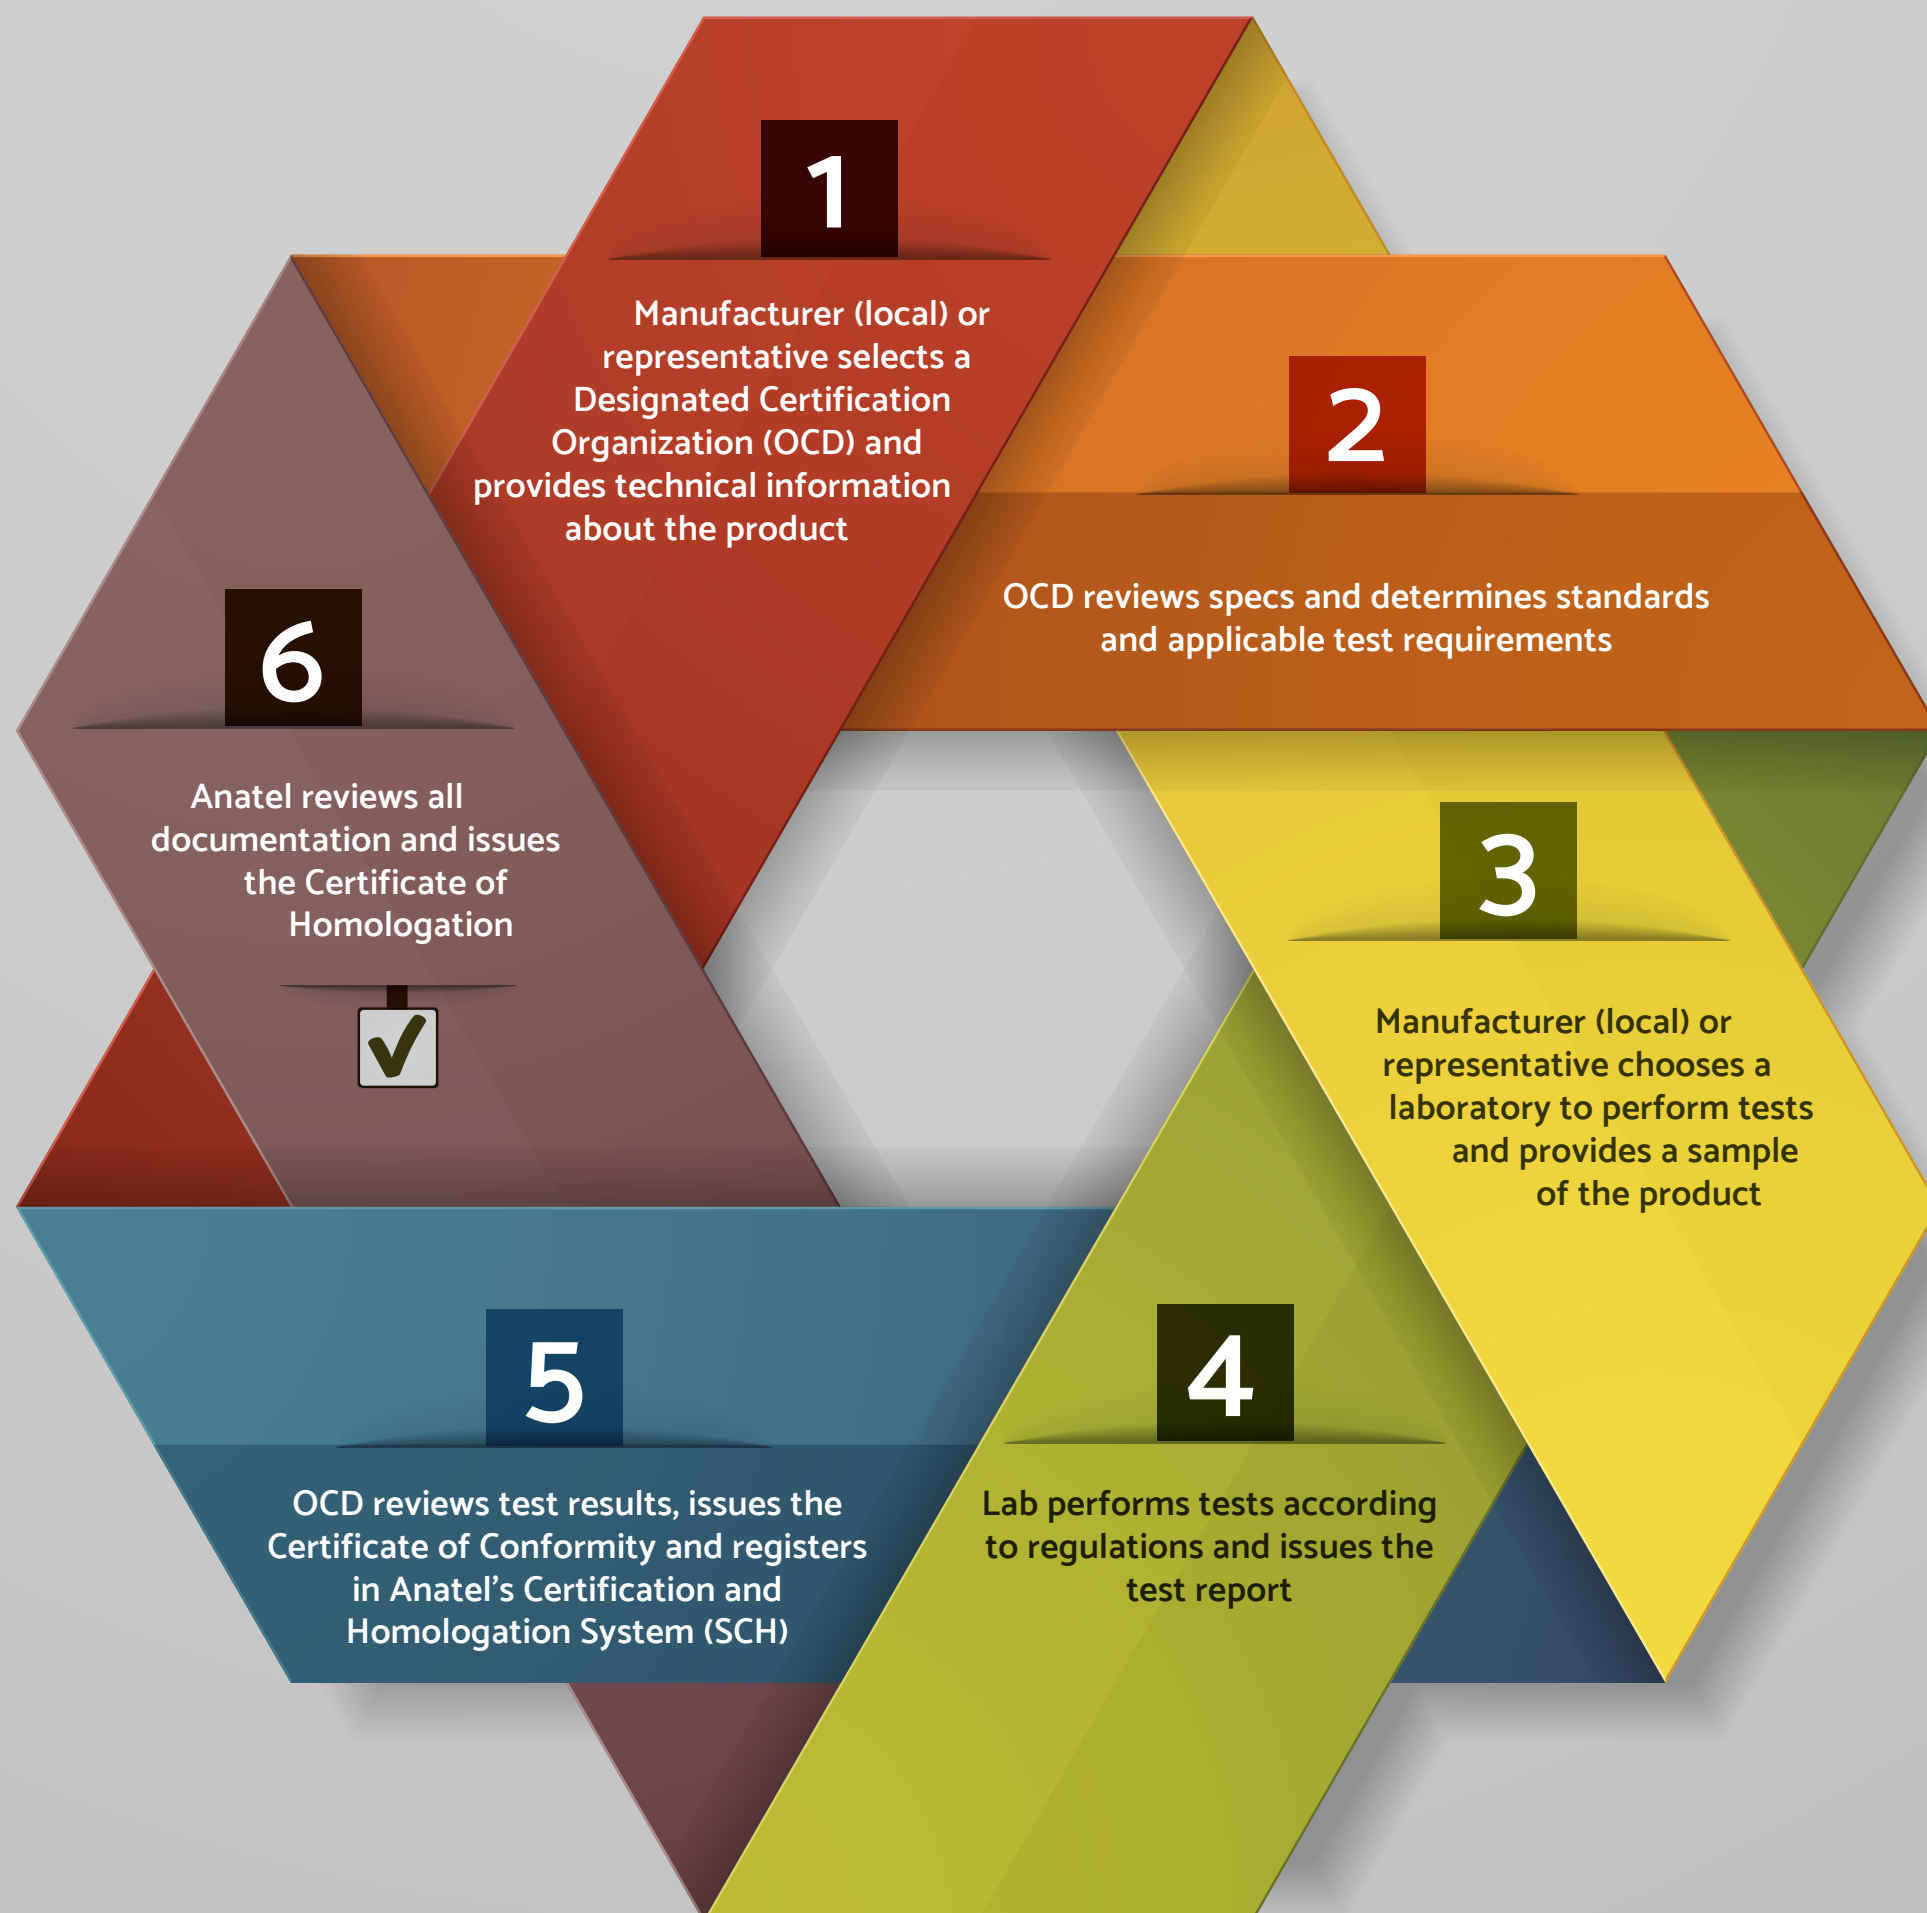 1
Manufacturer (local) or
representative selects a
Designated Certification
Organization (OCD) and
provides technical information
about the product
2
OCD reviews specs and determines standards
and applicable test requirements
3
Manufacturer (local) or
representative chooses a
laboratory to perform tests
and provides a sample
of the product
4
Lab performs tests according
to regulations and issues the
test report
5
OCD reviews test results, issues the
Certificate of Conformity and registers
in Anatel’s Certification and
Homologation System (SCH)
6
Anatel reviews all
documentation and issues
the Certificate of
Homologation